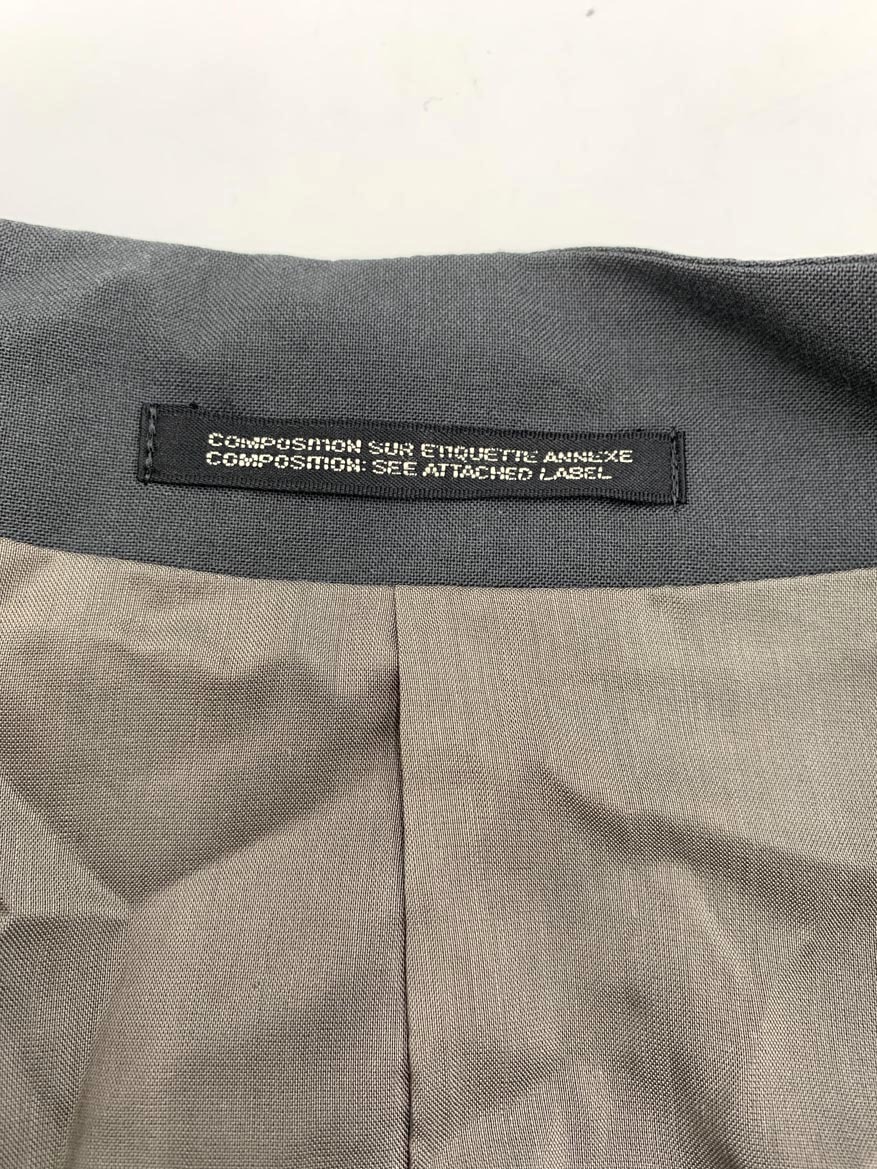 COMPOSITION SUR ETIQUETTE ANNEXE
COMPOSITION: SEE ATTACHED LABEL